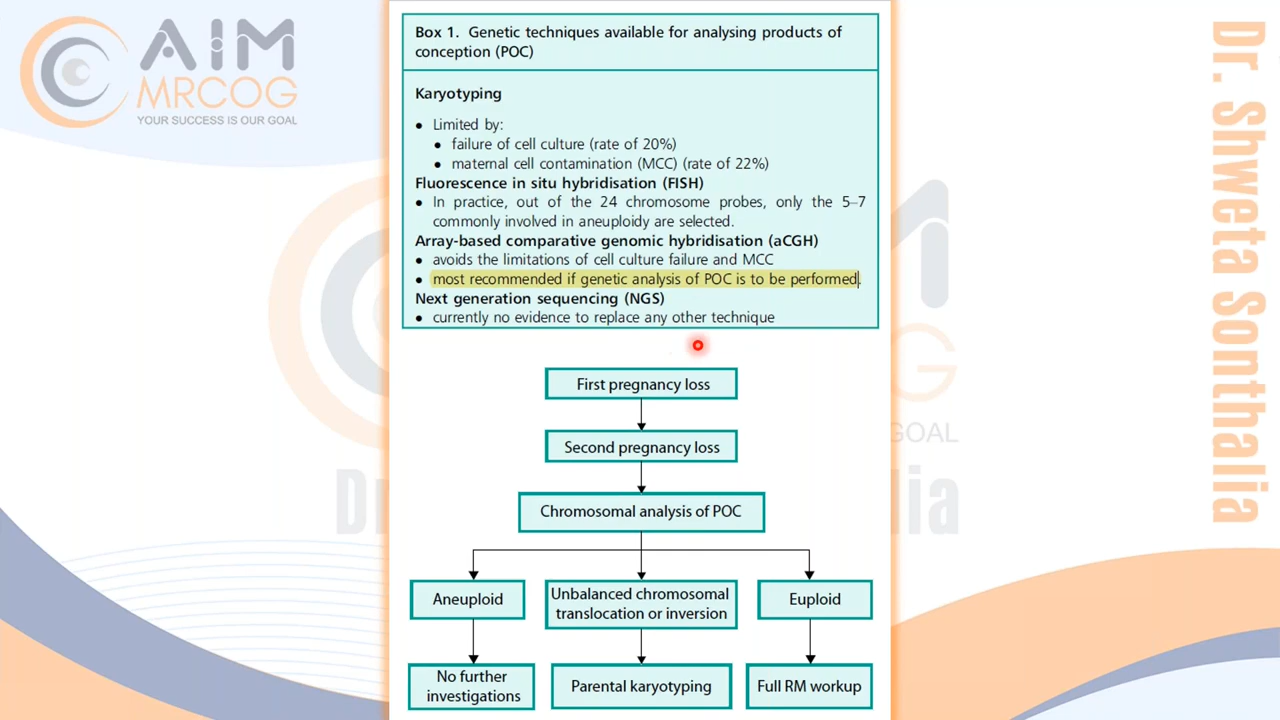 AIM
MRCOG
YOUR SUCCESS IS OUR GOAL
Box 1. Genetic techniques available for analysing products of
conception (POC)
Karyotyping
• Limited by:
• failure of cell culture (rate of 20%)
• maternal cell contamination (MCC) (rate of 22%)
Fluorescence in situ hybridisation (FISH)
• In practice, out of the 24 chromosome probes, only the 5–7
commonly involved in aneuploidy are selected.
Array-based comparative genomic hybridisation (aCGH)
• avoids the limitations of cell culture failure and MCC
• most recommended if genetic analysis of POC is to be performed.
Next generation sequencing (NGS)
• currently no evidence to replace any other technique
First pregnancy loss
Second pregnancy loss
Chromosomal analysis of POC
Aneuploid
Unbalanced chromosomal
translocation or inversion
Euploid
No further
investigations
Parental karyotyping
Full RM workup
Dr. Shweta Sonthalia
GOAL